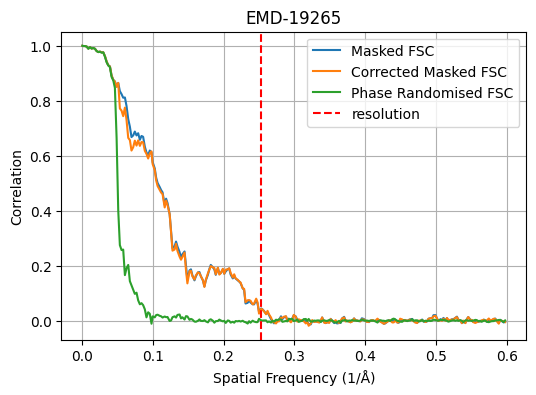 EMD-19265
Masked FSC
Corrected Masked FSC
Phase Randomised FSC
resolution
Correlation
1.0
0.8
0.6
0.4
0.2
0.0
0.0 0.1 0.2 0.3 0.4 0.5 0.6
Spatial Frequency (1/Å)